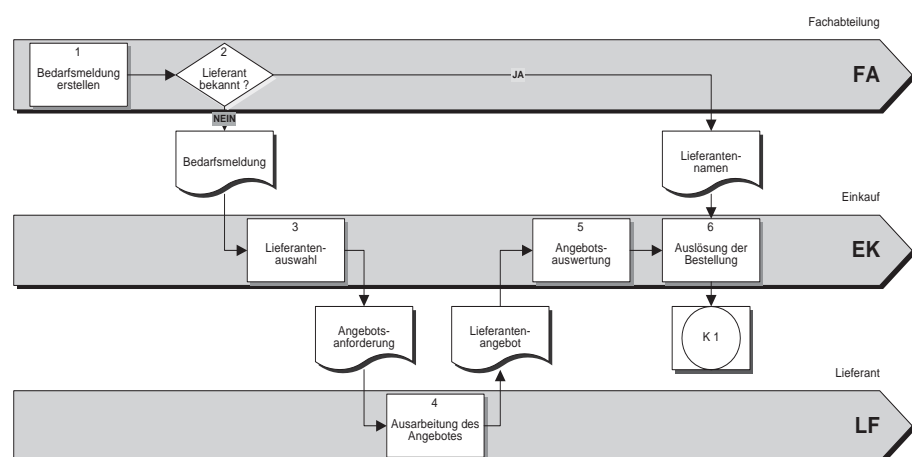 Fachabteilung
1
Bedarfsmeldung
erstellen
2
Lieferant
bekannt ?
JA
FA
NEIN
Bedarfsmeldung
Lieferanten-
namen
Einkauf
3
Lieferanten-
auswahl
5
Angebots-
auswertung
6
Auslösung der
Bestellung
EK
Angebots-
anforderung
Lieferanten-
angebot
K 1
Lieferant
4
Ausarbeitung des
Angebotes
LF